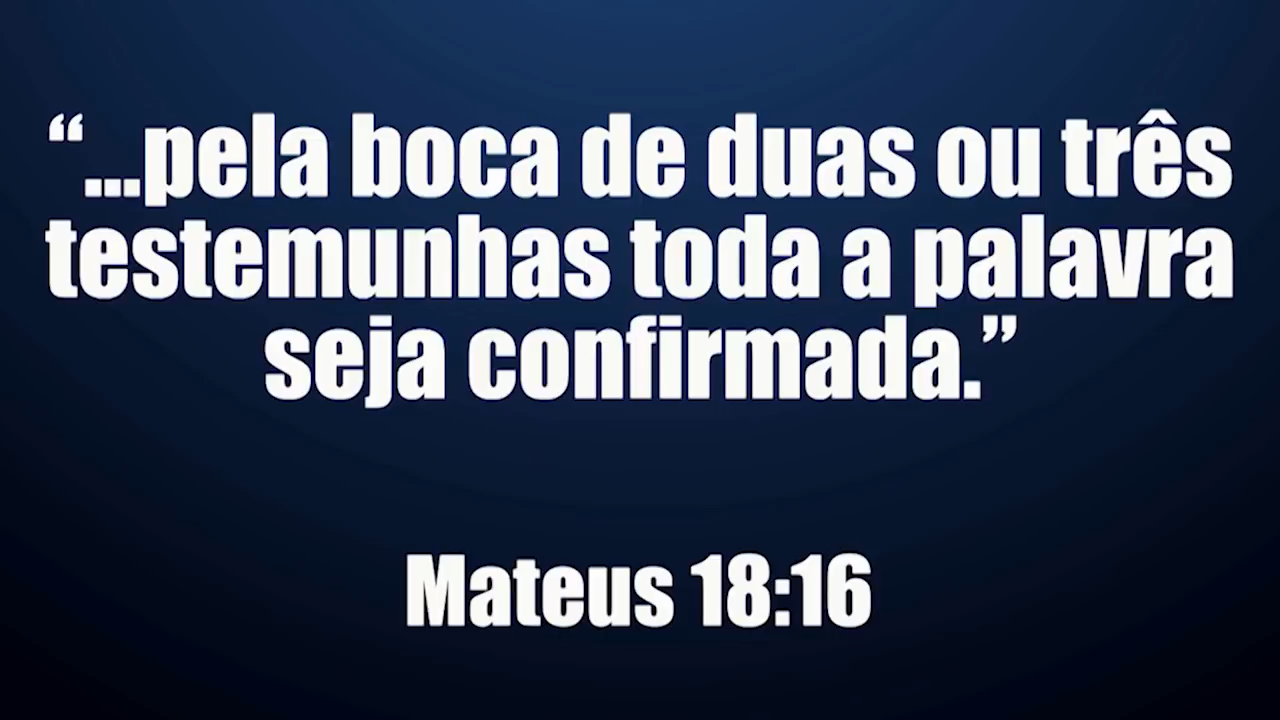 “...pela boca de duas ou três
testemunhas toda a palavra
seja confirmada.”
Mateus 18:16